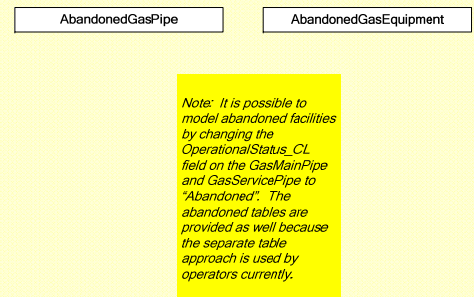 AbandonedGasPipe
AbandonedGasEquipment
Note: It is possible to
model abandoned facilities
by changing the
OperationalStatus_CL
field on the GasMainPipe
and GasServicePipe to
“Abandoned”. The
abandoned tables are
provided as well because
the separate table
approach is used by
operators currently.